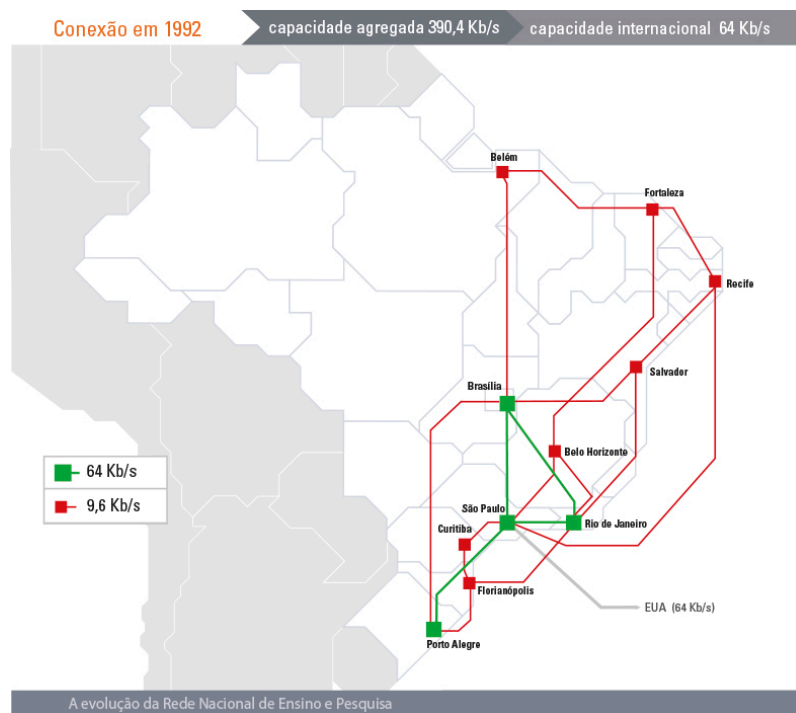 Conexão em 1992
capacidade agregada 390,4 Kb/s
capacidade internacional 64 Kb/s
Belém
Fortaleza
Recife
Salvador
Brasília
Belo Horizonte
64 Kb/s
9,6 Kb/s
São Paulo
Rio de Janeiro
Curitiba
Florianópolis
EUA (64 Kb/s)
Porto Alegre
A evolução da Rede Nacional de Ensino e Pesquisa